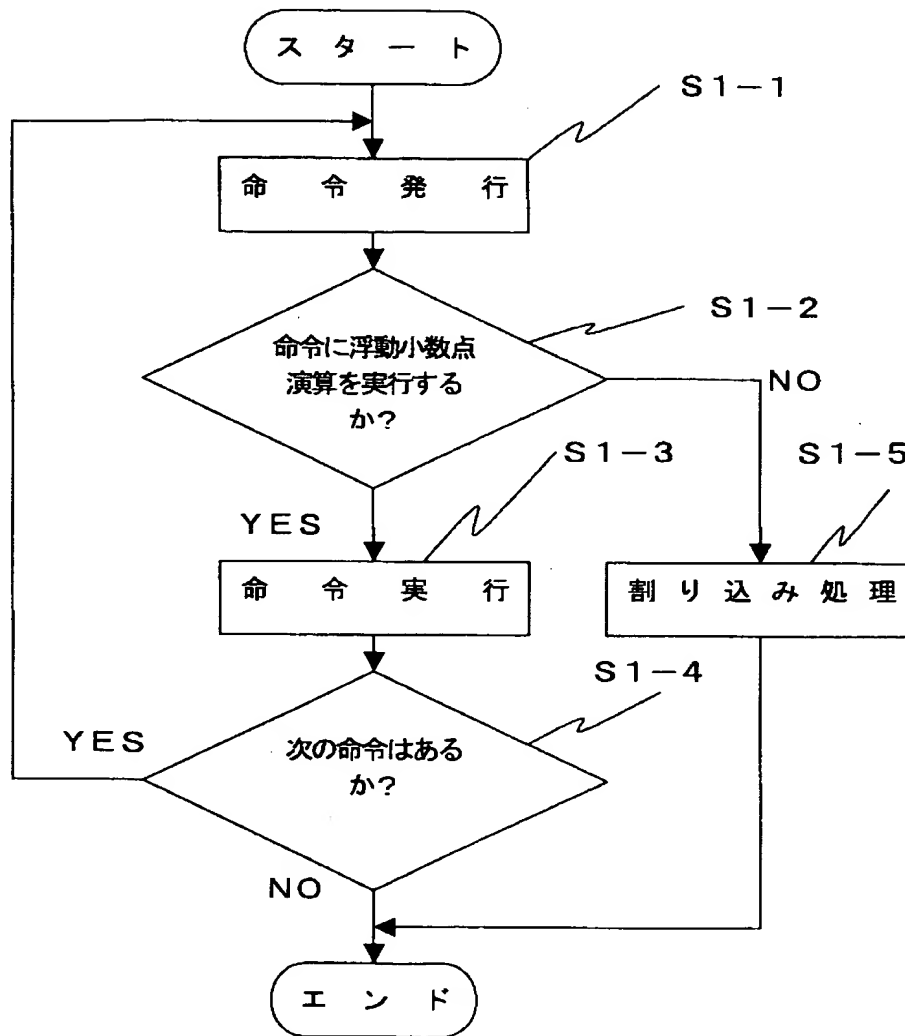 スタート
S1-1
命令発行
S1-2
命令に浮動小数点
演算を実行する
か?
NO
S1-3
S1-5
YES
命令実行
割り込み処理
S1-4
YES
次の命令はある
か?
NO
エンド